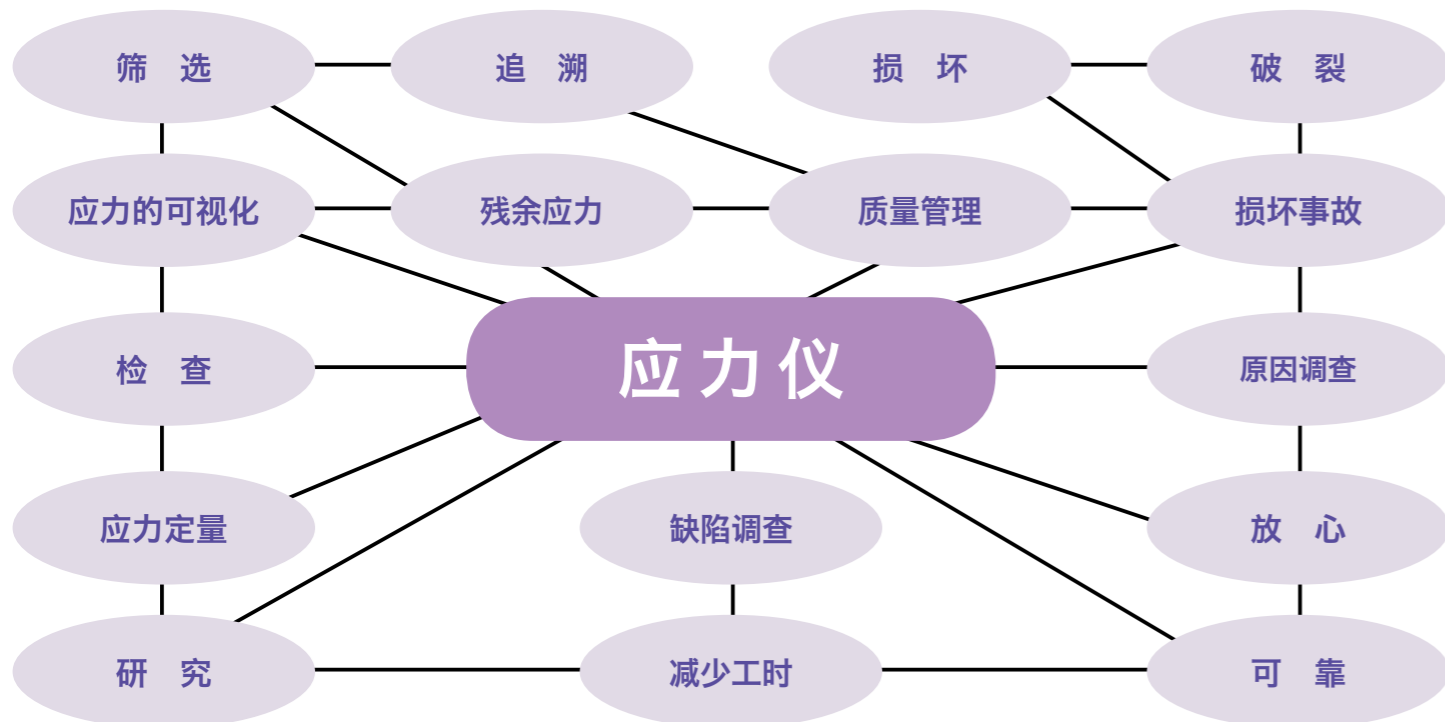 筛选
追溯
损坏
破裂
应力的可视化
残余应力
质量管理
损坏事故
检查
应力仪
原因调查
应力定量
缺陷调查
放心
研究
减少工时
可靠